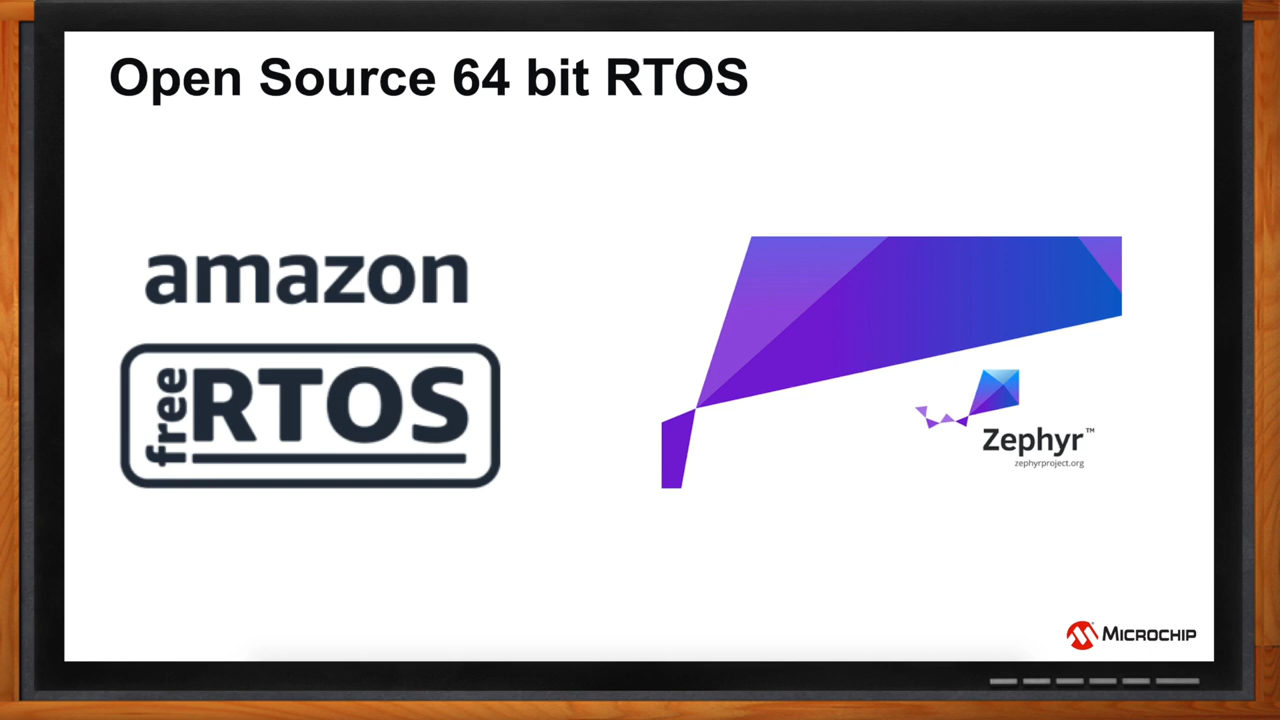 Open Source 64 bit RTOS
amazon
free RTOS
Zephyr™
zephyrproject.org
MICROCHIP